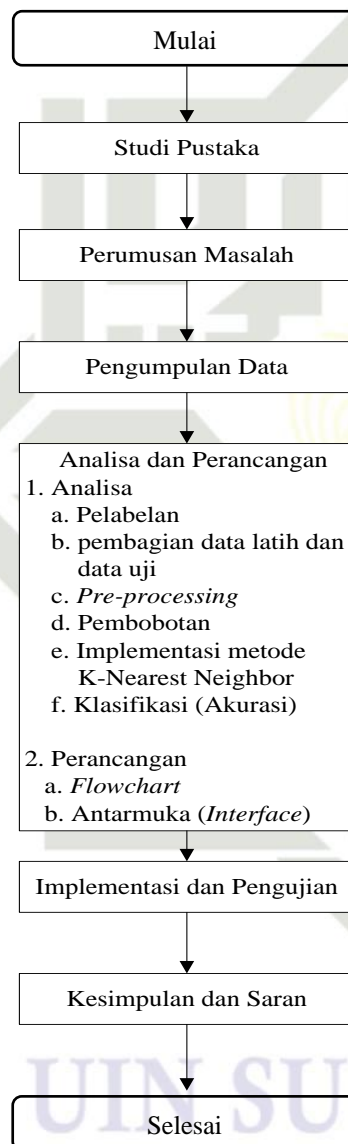 Mulai
Studi Pustaka
Perumusan Masalah
Pengumpulan Data
Analisa dan Perancangan
1. Analisa
a. Pelabelan
b. pembagian data latih dan
data uji
c. Pre-processing
d. Pembobotan
e. Implementasi metode
K-Nearest Neighbor
f. Klasifikasi (Akurasi)
2. Perancangan
a. Flowchart
b. Antarmuka (Interface)
Implementasi dan Pengujian
Kesimpulan dan Saran
UIN SU
Selesai